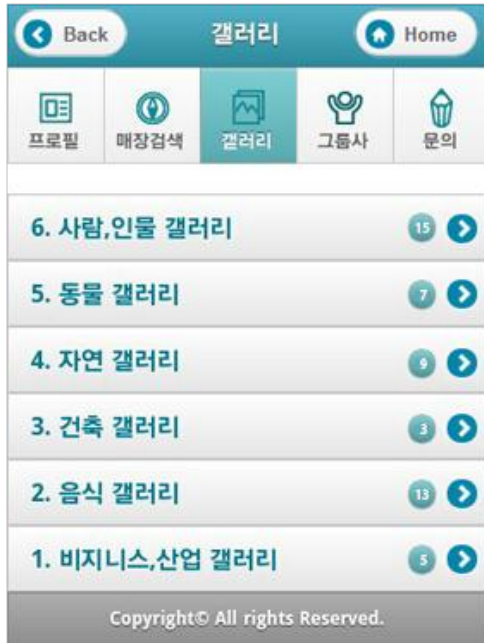 Back 갤러리 Home
프로필 매장검색 갤러리 그룹사 문의
6. 사람,인물 갤러리 15
5. 동물 갤러리 7
4. 자연 갤러리 9
3. 건축 갤러리 3
2. 음식 갤러리 13
1. 비지니스,산업 갤러리 5
Copyright© All rights Reserved.